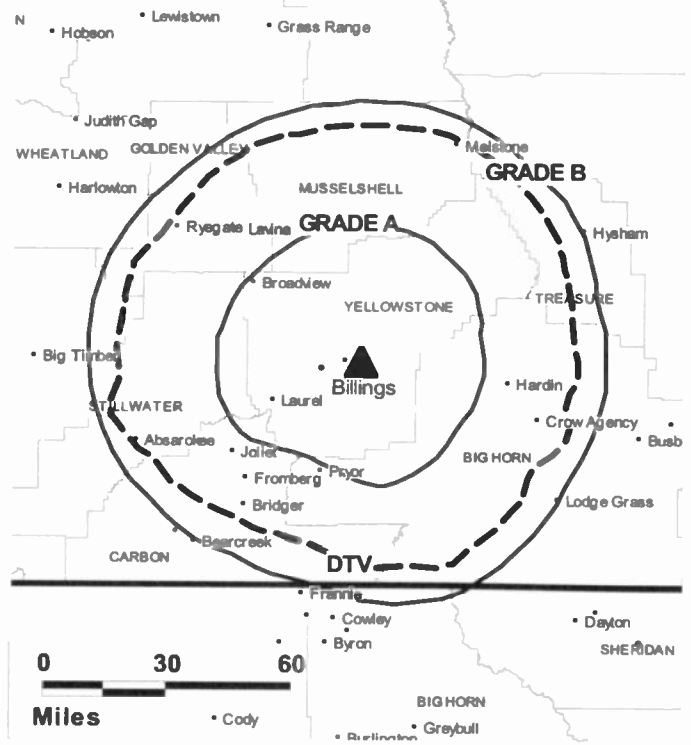 N
Lewistown
Hobson
Grass Range
Judith Gap
WHEATLAND
GOLDEN VALLEY
Melstone
GRADE B
Harlowton
MUSSELSHELL
Ryegate Lavina
GRADE A
Hysham
Broadview
YELLOWSTONE
TREASURE
Big Timber
Billings
Hardin
Laurel
STILLWATER
Crow Agency
Absarokee
Busb
Joliet
BIG HORN
Pryor
Fromberg
Bridger
Lodge Grass
Bearcreek
CARBON
DTV
Frannie
Cowley
Dayton
Byron
SHERIDAN
0 30 60
Miles
BIG HORN
Cody
Greybull
Burlington